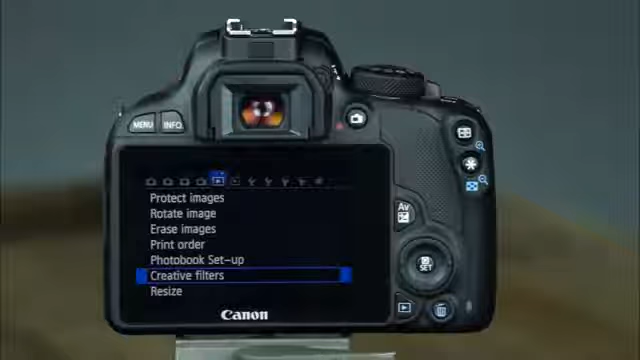 MENU INFO
Protect images
Rotate image
Erase images
Print order
Photobook Set-up
Creative filters
Resize
Av
SET
Canon